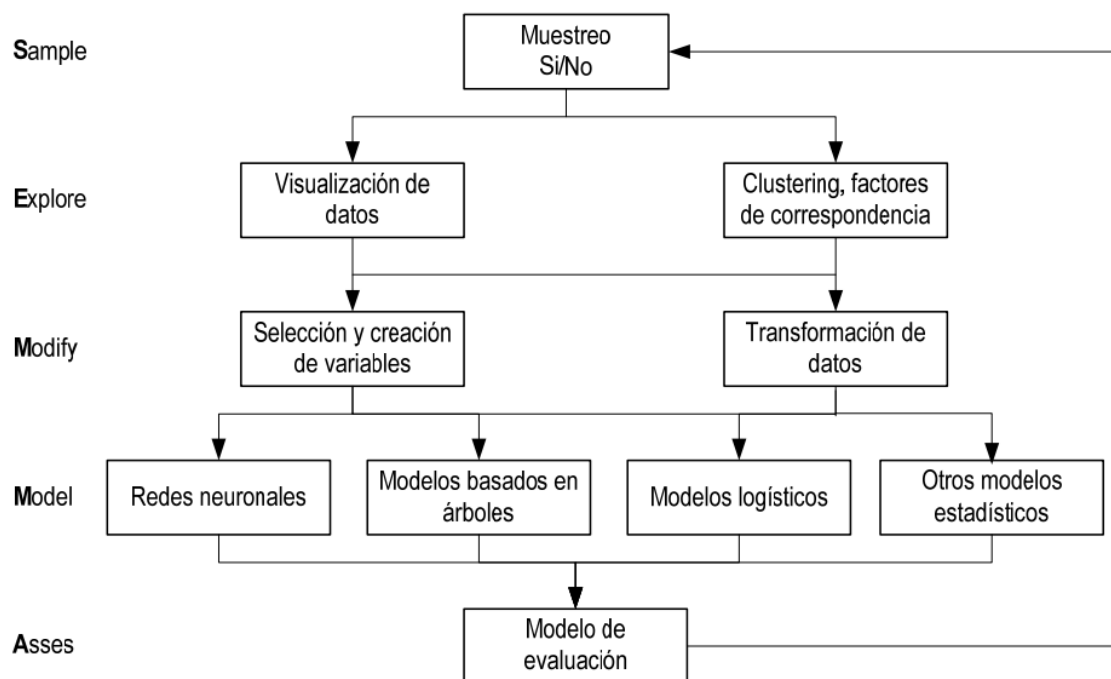 Sample
Muestreo
Si/No
Explore
Visualización de
datos
Clustering, factores
de correspondencia
Modify
Selección y creación
de variables
Transformación de
datos
Model
Redes neuronales
Modelos basados en
árboles
Modelos logísticos
Otros modelos
estadísticos
Asses
Modelo de
evaluación